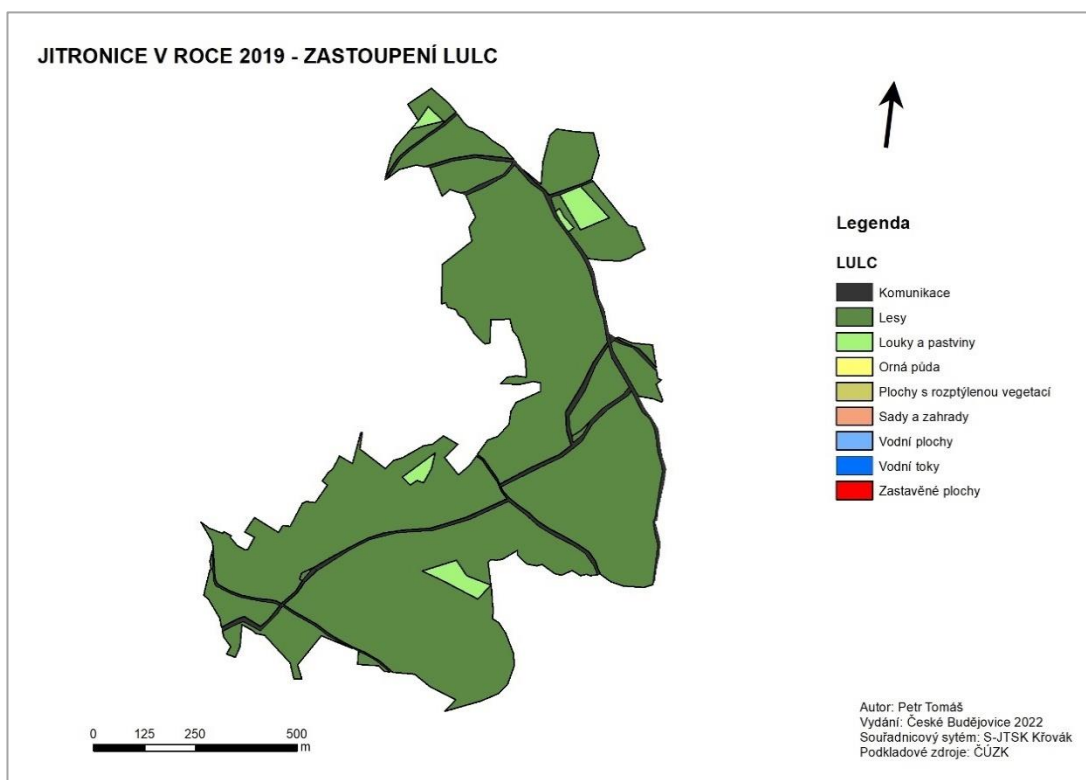 JITRONICE V ROCE 2019 - ZASTOUPENÍ LULC
Legenda
LULC
Komunikace
Lesy
Louky a pastviny
Orná půda
Plochy s rozptýlenou vegetací
Sady a zahrady
Vodní plochy
Vodní toky
Zastavěné plochy
0 125 250 500
m
Autor: Petr Tomáš
Vydání: České Budějovice 2022
Souřadnicový sytém: S-JTSK Křovák
Podkladové zdroje: ČÚZK